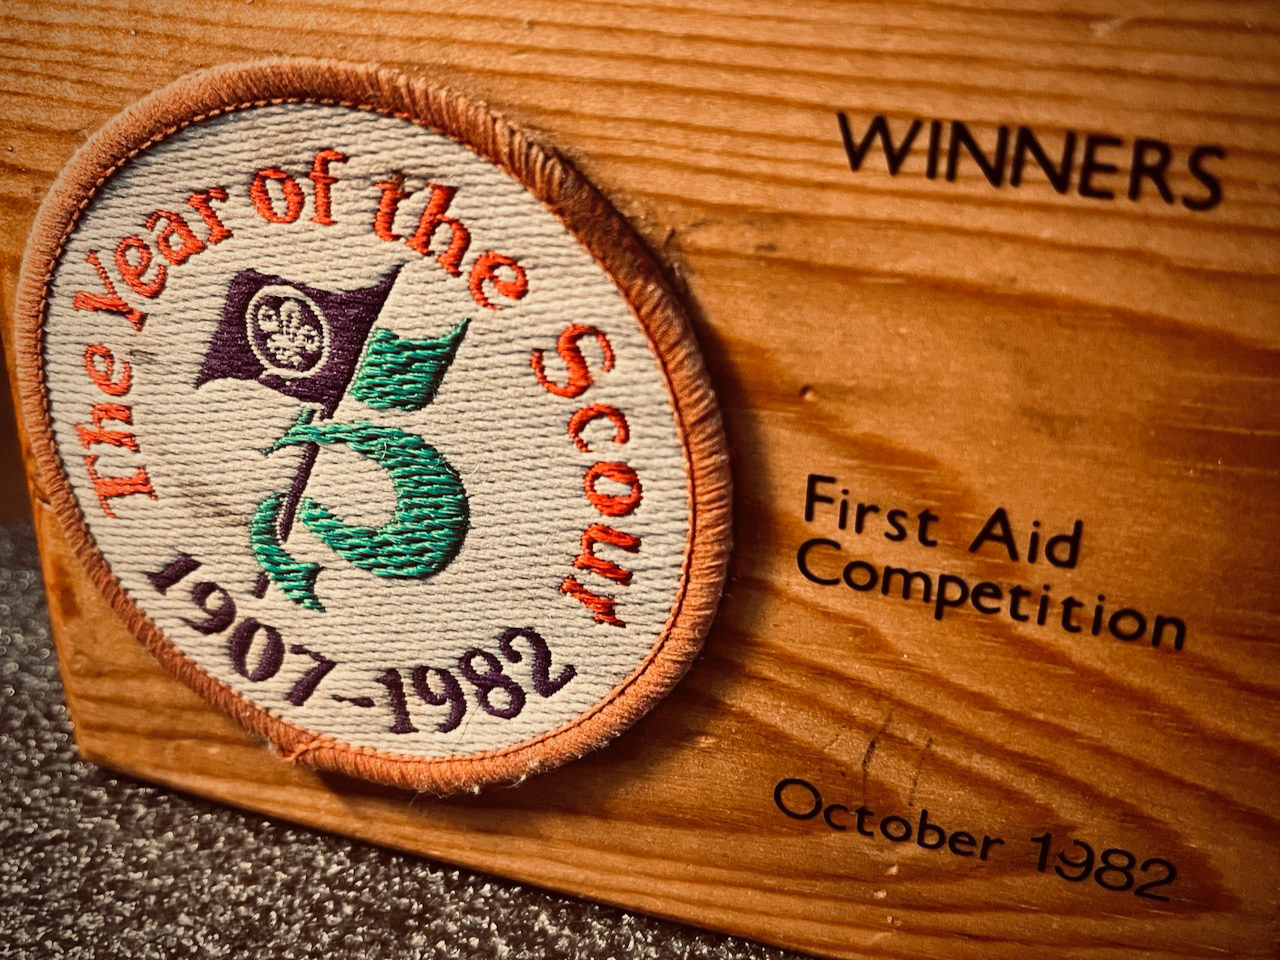 The Year of the Scout
1907-1982
WINNERS
First Aid
Competition
October 1982